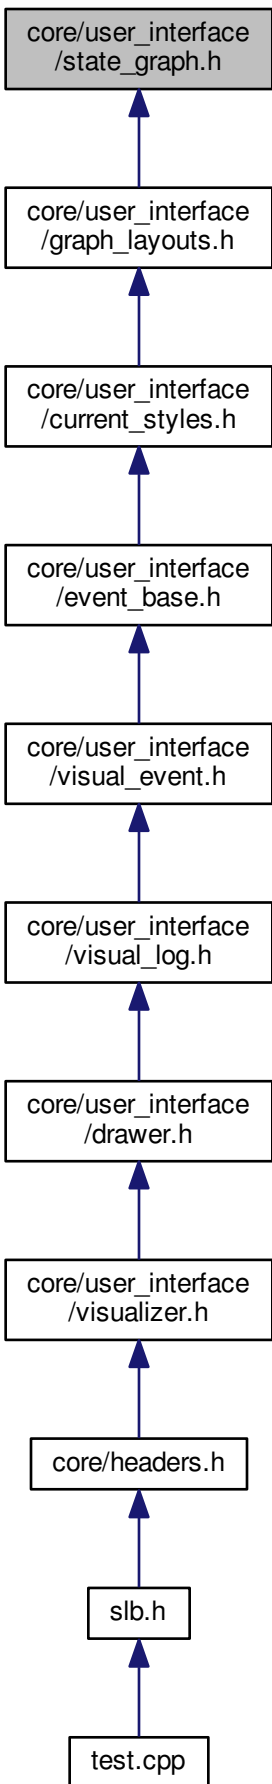 core/user_interface
/state_graph.h
core/user_interface
/graph_layouts.h
core/user_interface
/current_styles.h
core/user_interface
/event_base.h
core/user_interface
/visual_event.h
core/user_interface
/visual_log.h
core/user_interface
/drawer.h
core/user_interface
/visualizer.h
core/headers.h
slb.h
test.cpp